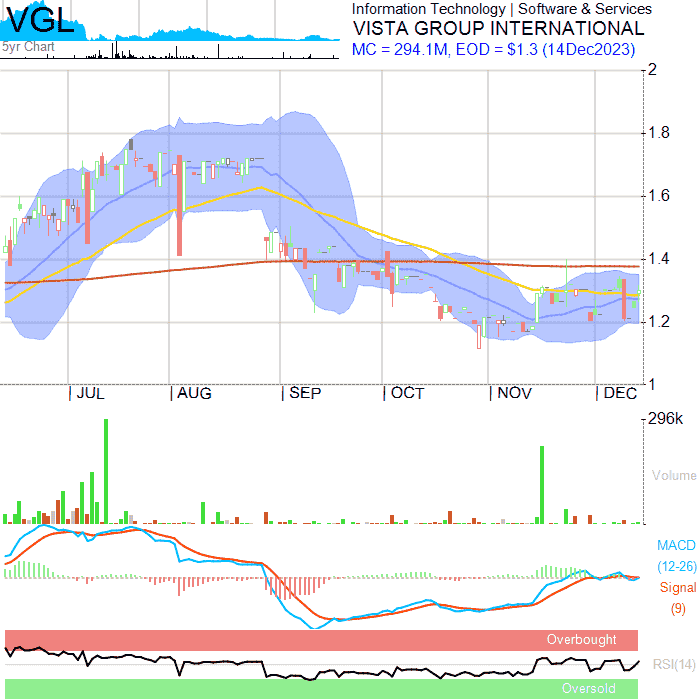 VGL
5yr Chart
Information Technology | Software & Services
VISTA GROUP INTERNATIONAL
MC = 294.1M, EOD = $1.3 (14Dec2023)
2
1.8
1.6
1.4
1.2
1
| JUL | AUG | SEP | OCT | NOV | DEC
296k
Volume
MACD
(12-26)
Signal
(9)
Overbought
RSI(14)
Oversold